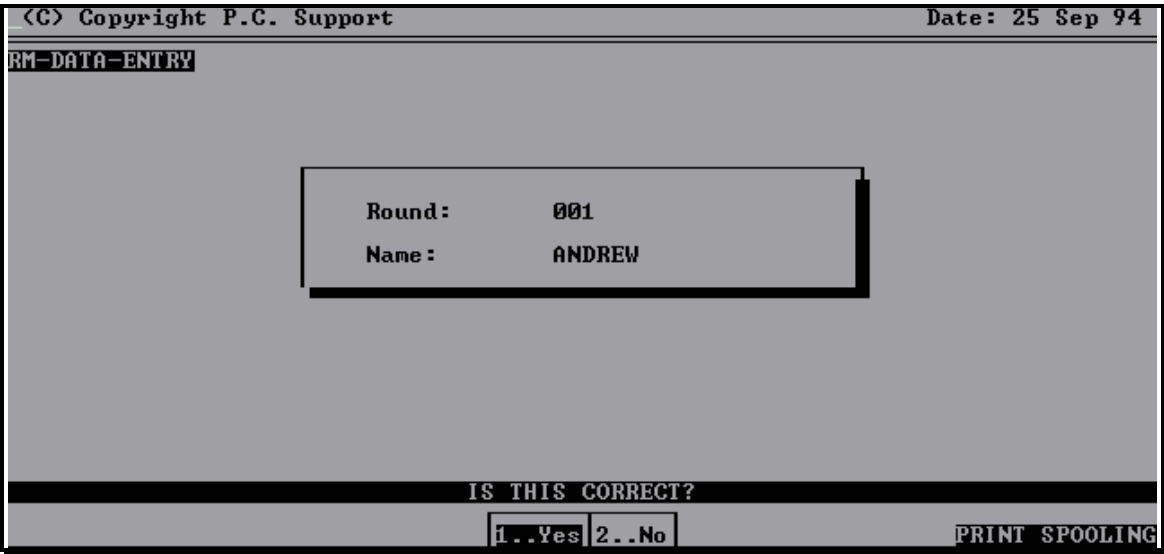 (C) Copyright P.C. Support Date: 25 Sep 94
RM-DATA-ENTRY
Round: 001
Name: ANDREW
IS THIS CORRECT?
1..Yes 2..No PRINT SPOOLING